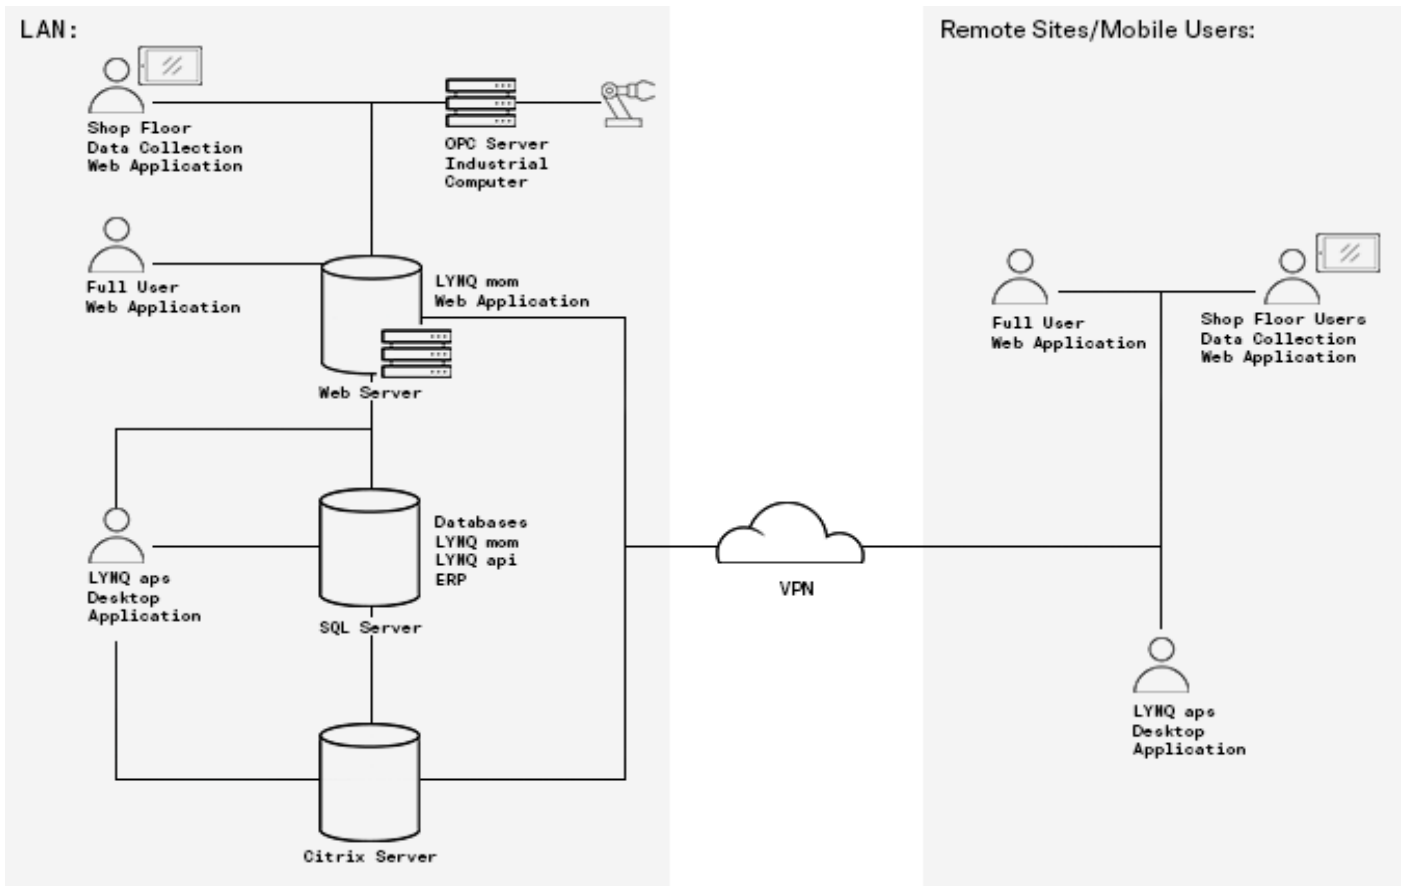 LAN:
Remote Sites/Mobile Users:
Shop Floor
Data Collection
Web Application
OPC Server
Industrial
Computer
Full User
Web Application
LYNQ mom
Web Application
Web Server
Full User
Web Application
Shop Floor Users
Data Collection
Web Application
Databases
LYNQ mom
LYNQ api
ERP
LYNQ aps
Desktop
Application
SQL Server
VPN
LYNQ aps
Desktop
Application
Citrix Server